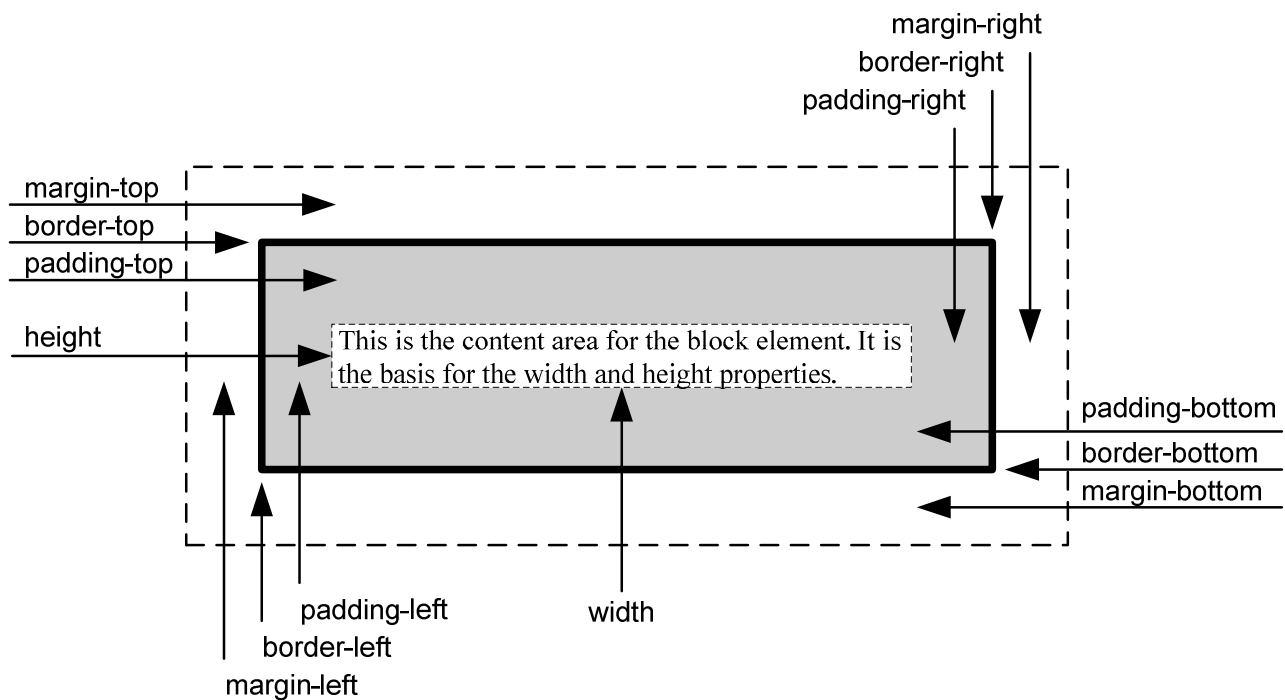 margin-right
border-right
padding-right
margin-top
border-top
padding-top
height
This is the content area for the block element. It is
the basis for the width and height properties.
padding-bottom
border-bottom
margin-bottom
padding-left
width
border-left
margin-left